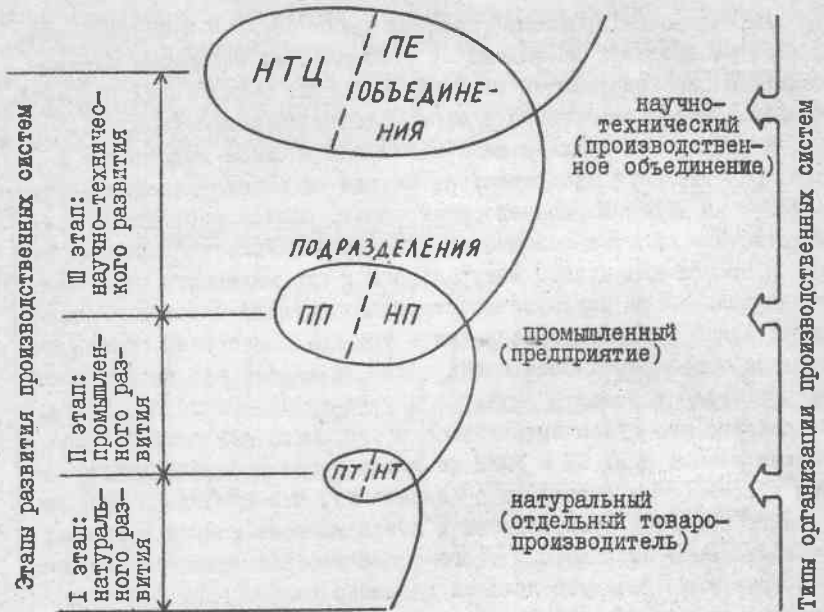 Этапы развития производственных систем
III этап:
научно-техничес-
кого развития
II этап:
промышлен-
ного раз-
вития
I этап:
натураль-
ного раз-
вития
НТЦ
ПЕ
ОБЪЕДИНЕ-
НИЯ
ПОДРАЗДЕЛЕНИЯ
ПП
НП
ПТ
НТ
научно-
технический
(производствен-
ное объединение)
промышленный
(предприятие)
натуральный
(отдельный товаро-
производитель)
Типы организации производственных систем